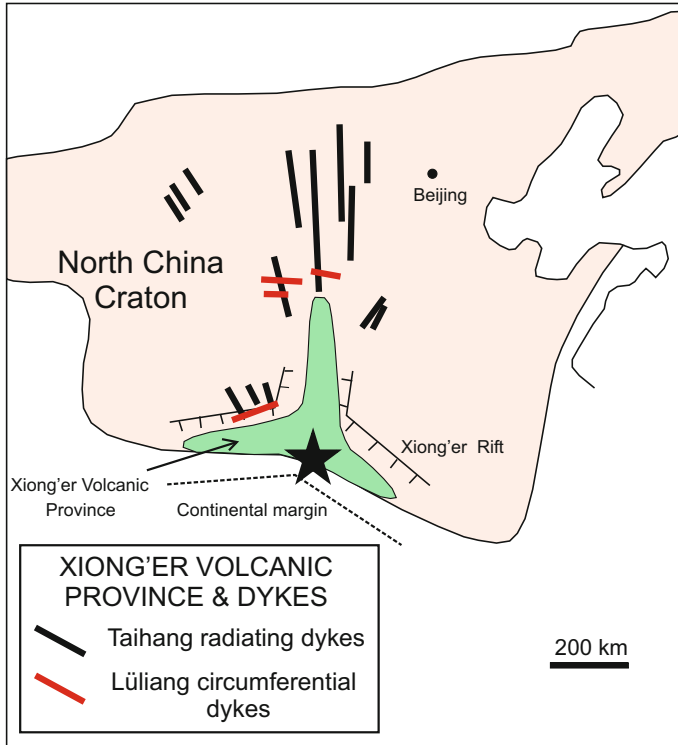 Beijing
North China
Craton
Xiong'er Rift
Xiong'er Volcanic
Province
Continental margin
XIONG'ER VOLCANIC
PROVINCE & DYKES
Taihang radiating dykes
Lüliang circumferential
dykes
200 km